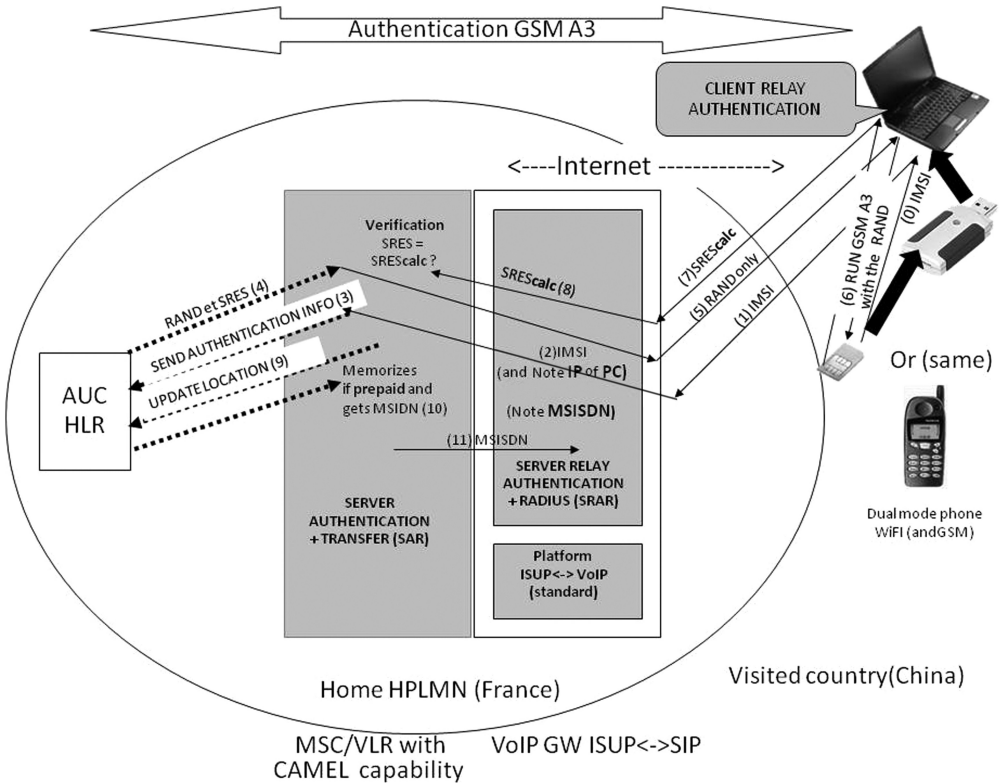 Authentication GSM A3
CLIENT RELAY
AUTHENTICATION
<----Internet ------------->
Verification
SRES =
SREScalc ?
SREScalc (8)
(7)SREScalc
(5) RAND only
(1) IMSI
(6) RUN GSM A3
with the RAND
(0) IMSI
RAND et SRES (4)
SEND AUTHENTICATION INFO (3)
UPDATE LOCATION (9)
AUC
HLR
Memorizes
if prepaid and
gets MSIDN (10)
(2)IMSI
(and Note IP of PC)
(Note MSISDN)
(11) MSISDN
SERVER RELAY
AUTHENTICATION
+ RADIUS (SRAR)
SERVER
AUTHENTICATION
+ TRANSFER (SAR)
Platform
ISUP<-> VoIP
(standard)
Or (same)
Dual mode phone
WiFI (andGSM)
Home HPLMN (France)
Visited country(China)
MSC/VLR with
CAMEL capability
VoIP GW ISUP<->SIP